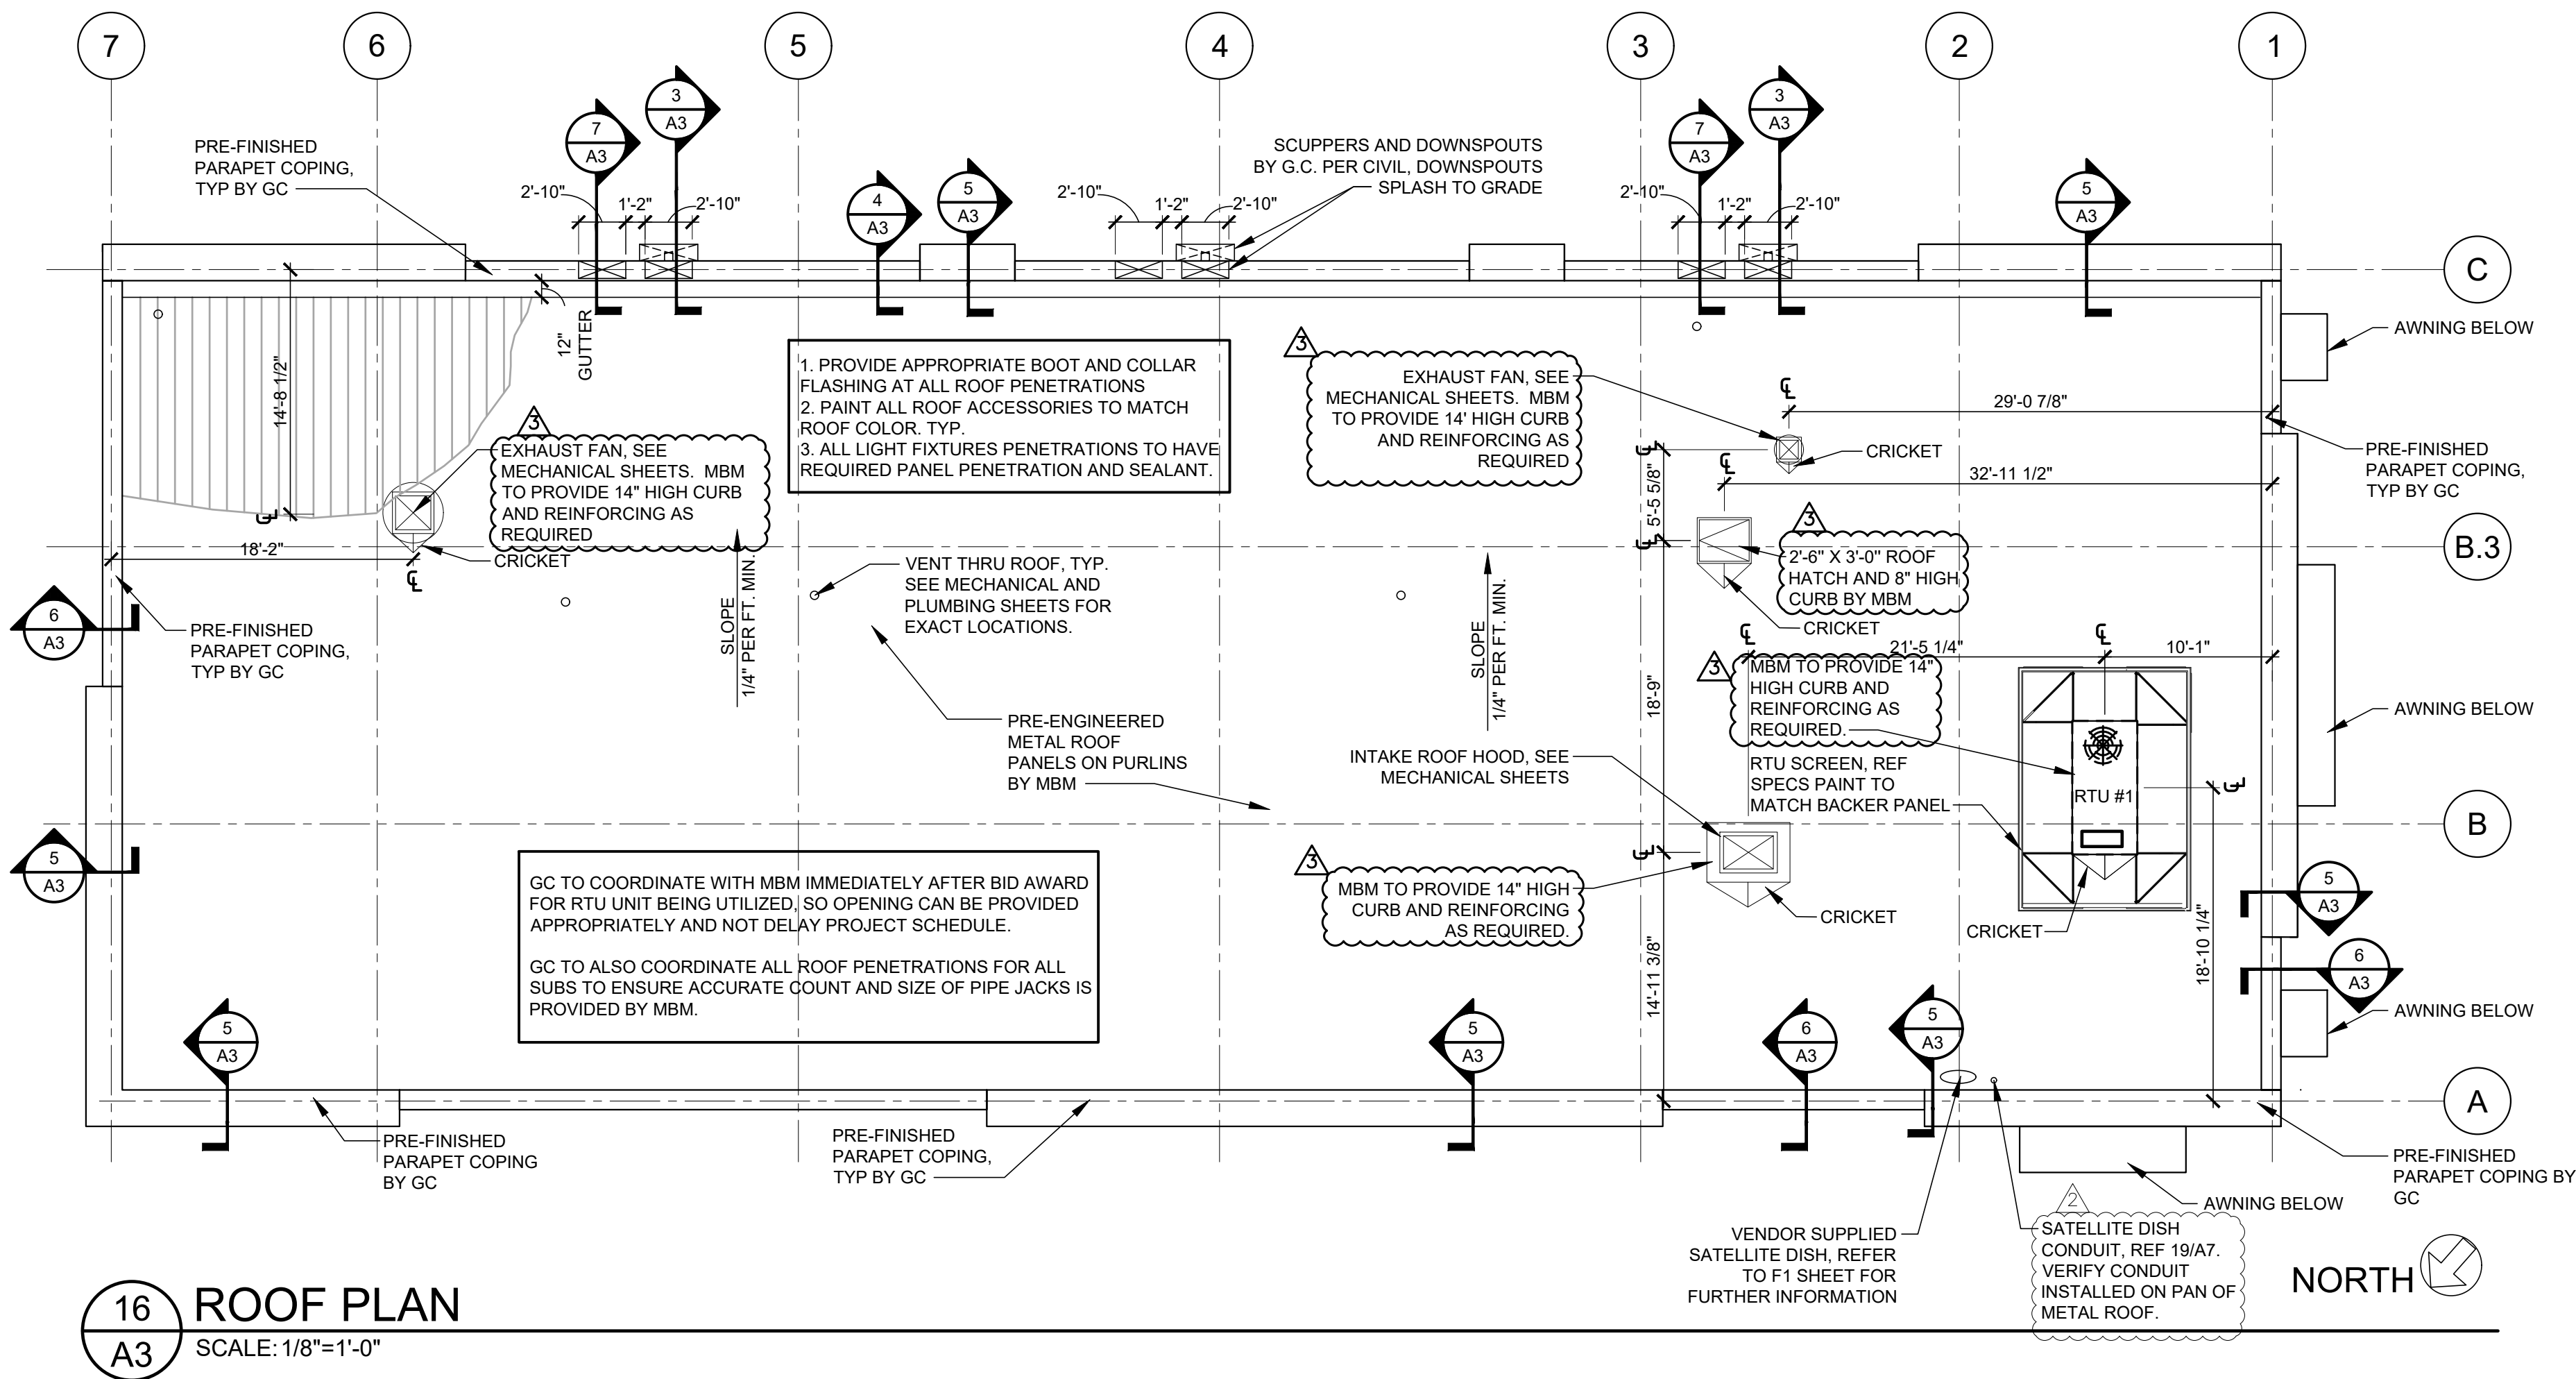 7
6
5
4
3
2
1
7
A3
3
A3
4
A3
5
A3
7
A3
3
A3
5
A3
PRE-FINISHED
PARAPET COPING,
TYP BY GC
2'-10"
1'-2"
2'-10"
2'-10"
1'-2"
2'-10"
2'-10"
1'-2"
2'-10"
SCUPPERS AND DOWNSPOUTS
BY G.C. PER CIVIL, DOWNSPOUTS
SPLASH TO GRADE
C
AWNING BELOW
12"
GUTTER
14'-8 1/2"
1. PROVIDE APPROPRIATE BOOT AND COLLAR
FLASHING AT ALL ROOF PENETRATIONS
2. PAINT ALL ROOF ACCESSORIES TO MATCH
ROOF COLOR. TYP.
3. ALL LIGHT FIXTURES PENETRATIONS TO HAVE
REQUIRED PANEL PENETRATION AND SEALANT.
3
EXHAUST FAN, SEE
MECHANICAL SHEETS. MBM
TO PROVIDE 14' HIGH CURB
AND REINFORCING AS
REQUIRED
29'-0 7/8"
CRICKET
32'-11 1/2"
5'-5 5/8"
PRE-FINISHED
PARAPET COPING,
TYP BY GC
3
EXHAUST FAN, SEE
MECHANICAL SHEETS. MBM
TO PROVIDE 14" HIGH CURB
AND REINFORCING AS
REQUIRED
CRICKET
18'-2"
B.3
3
2'-6" X 3'-0" ROOF
HATCH AND 8" HIGH
CURB BY MBM
CRICKET
VENT THRU ROOF, TYP.
SEE MECHANICAL AND
PLUMBING SHEETS FOR
EXACT LOCATIONS.
SLOPE
1/4" PER FT. MIN.
SLOPE
1/4" PER FT. MIN.
6
A3
PRE-FINISHED
PARAPET COPING,
TYP BY GC
21'-5 1/4"
10'-1"
3
MBM TO PROVIDE 14"
HIGH CURB AND
REINFORCING AS
REQUIRED.
18'-9"
PRE-ENGINEERED
METAL ROOF
PANELS ON PURLINS
BY MBM
INTAKE ROOF HOOD, SEE
MECHANICAL SHEETS
RTU SCREEN, REF
SPECS PAINT TO
MATCH BACKER PANEL
RTU #1
AWNING BELOW
B
5
A3
3
MBM TO PROVIDE 14" HIGH
CURB AND REINFORCING
AS REQUIRED.
CRICKET
CRICKET
18'-10 1/4"
14'-11 3/8"
5
A3
6
A3
AWNING BELOW
GC TO COORDINATE WITH MBM IMMEDIATELY AFTER BID AWARD
FOR RTU UNIT BEING UTILIZED, SO OPENING CAN BE PROVIDED
APPROPRIATELY AND NOT DELAY PROJECT SCHEDULE.
GC TO ALSO COORDINATE ALL ROOF PENETRATIONS FOR ALL
SUBS TO ENSURE ACCURATE COUNT AND SIZE OF PIPE JACKS IS
PROVIDED BY MBM.
5
A3
5
A3
6
A3
5
A3
A
PRE-FINISHED
PARAPET COPING
BY GC
PRE-FINISHED
PARAPET COPING,
TYP BY GC
PRE-FINISHED
PARAPET COPING BY
GC
AWNING BELOW
VENDOR SUPPLIED
SATELLITE DISH, REFER
TO F1 SHEET FOR
FURTHER INFORMATION
2
SATELLITE DISH
CONDUIT, REF 19/A7.
VERIFY CONDUIT
INSTALLED ON PAN OF
METAL ROOF.
NORTH
16
A3
ROOF PLAN
SCALE: 1/8"=1'-0"